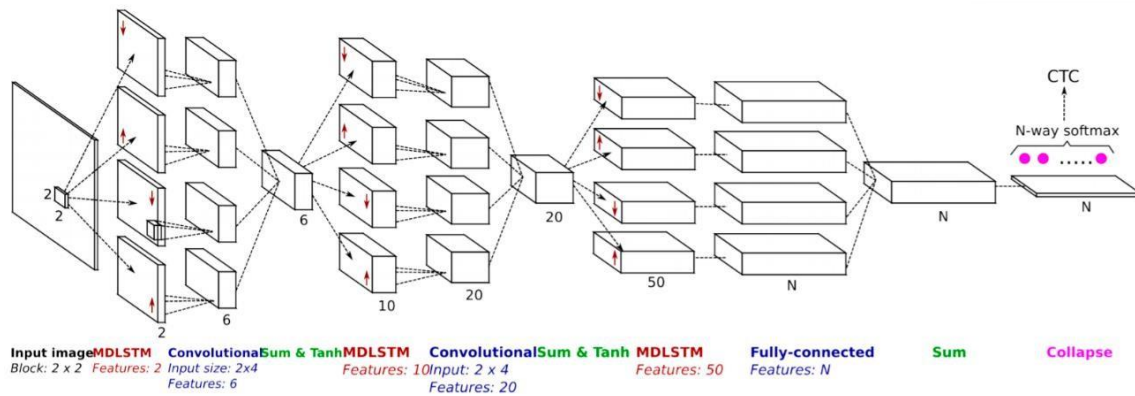 CTC
N-way softmax
.....
2
2
2
6
6
10
20
20
50
N
N
N
Input image
Block: 2 x 2
MDLSTM
Features: 2
Convolutional
Input size: 2x4
Features: 6
Sum & Tanh
MDLSTM
Features: 10
Convolutional
Input: 2 x 4
Features: 20
Sum & Tanh
MDLSTM
Features: 50
Fully-connected
Features: N
Sum
Collapse